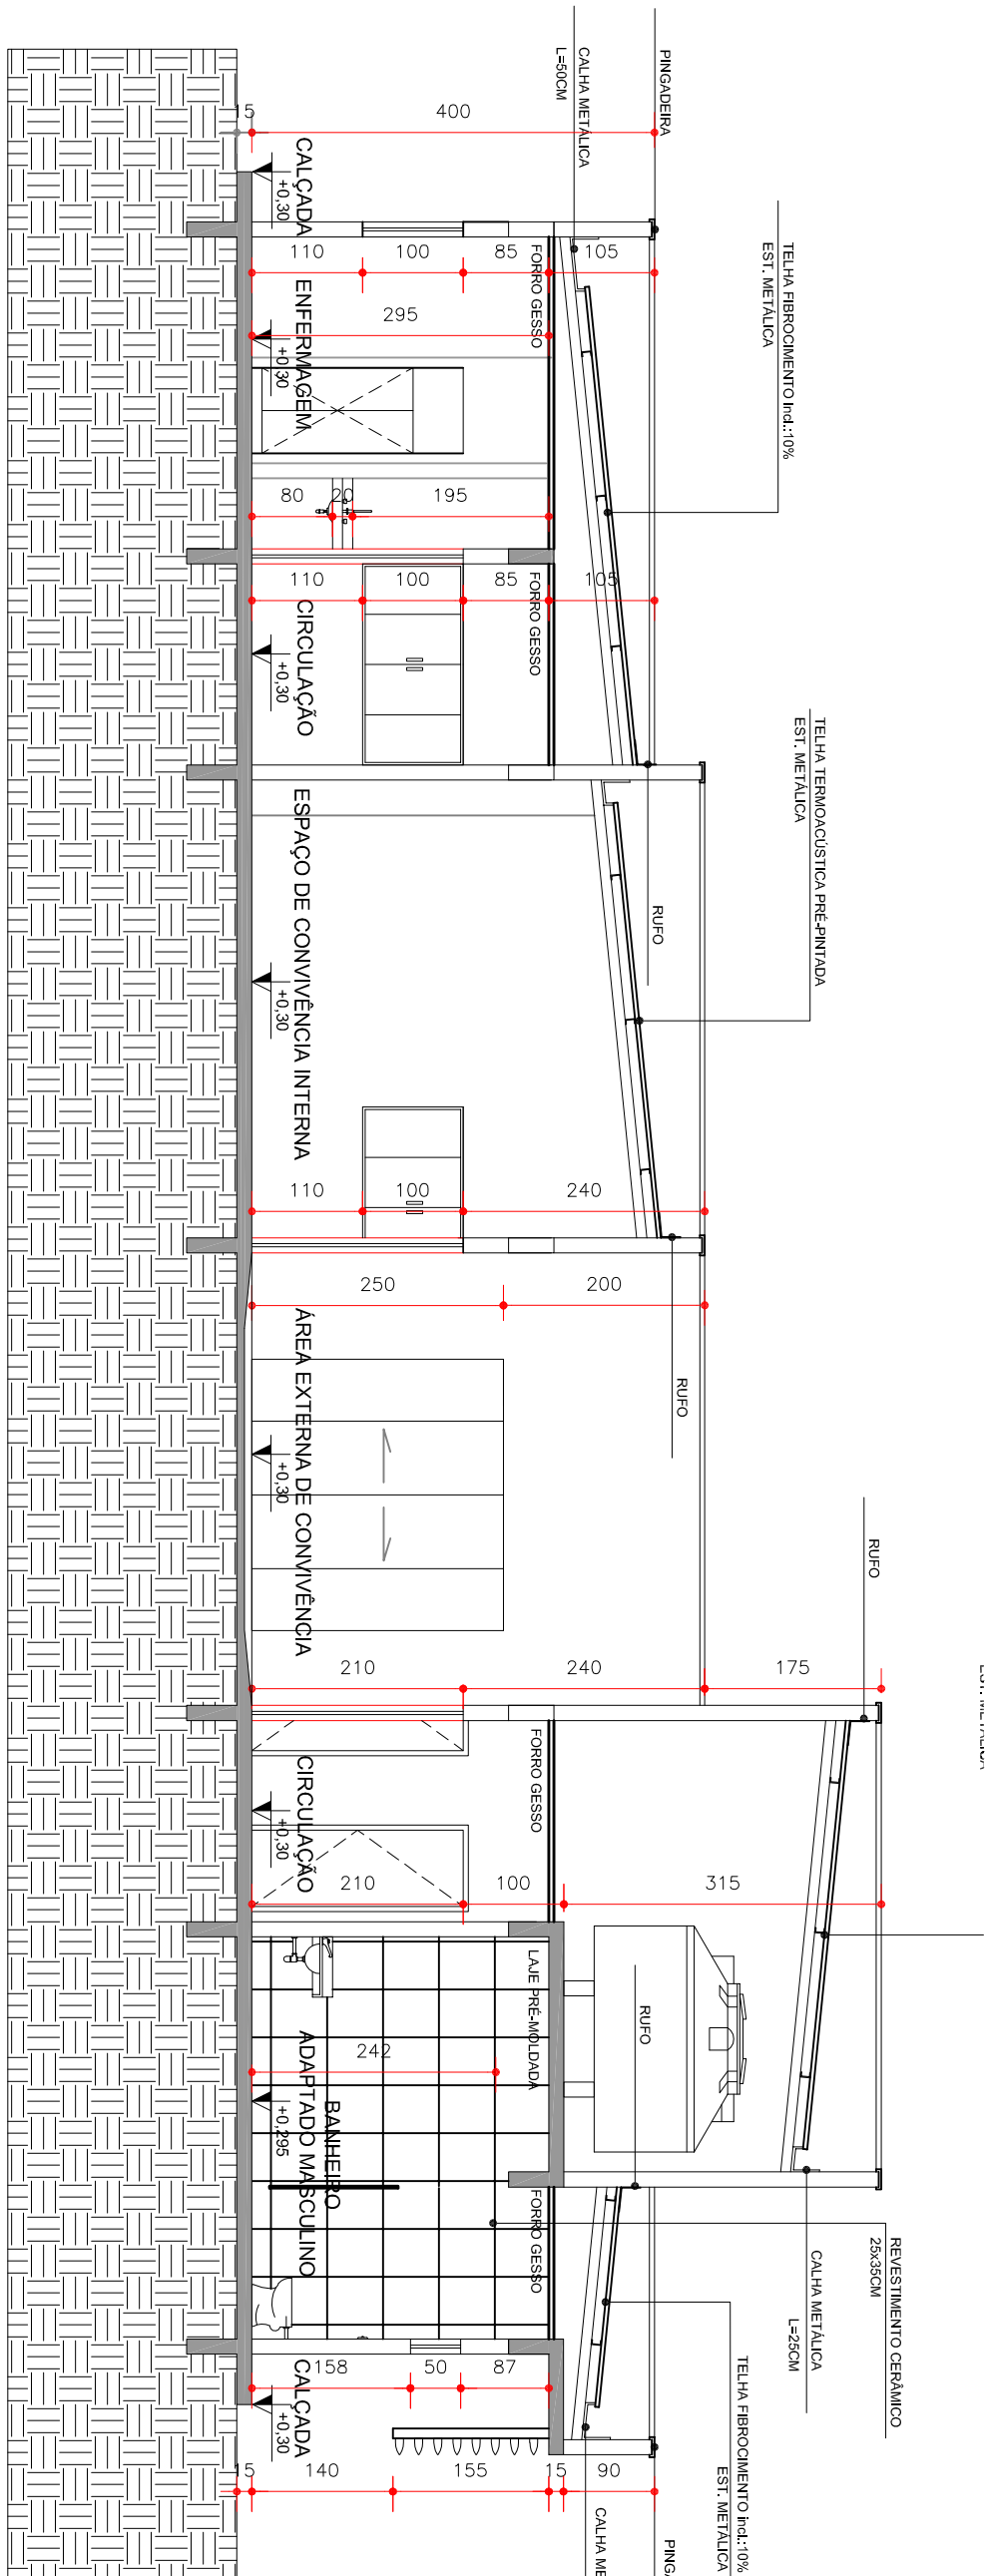 PINGADEIRA
CALHA METÁLICA
L=50CM
TELHA FIBROCIMENTO Incl.:10%
EST. METÁLICA
TELHA TERMOACÚSTICA PRÉ-PINTADA
EST. METÁLICA
RUFO
RUFO
RUFO
RUFO
EST. METÁLICA
REVESTIMENTO CERÂMICO
25x35CM
CALHA METÁLICA
L=25CM
TELHA FIBROCIMENTO incl.:10%
EST. METÁLICA
PINGA
CALHA ME
15
400
CALÇADA
+0,30
110
100
85
105
FORRO GESSO
295
ENFERMAGEM
+0,30
80
20
195
110
100
85
105
FORRO GESSO
CIRCULAÇÃO
+0,30
ESPAÇO DE CONVIVÊNCIA INTERNA
+0,30
110
100
240
250
200
ÁREA EXTERNA DE CONVIVÊNCIA
+0,30
210
240
175
FORRO GESSO
CIRCULAÇÃO
+0,30
210
100
315
LAJE PRÉ-MOLDADA
242
BANHEIRO
ADAPTADO MASCULINO
+0,295
FORRO GESSO
158
50
87
CALÇADA
+0,30
15
140
155
15
90